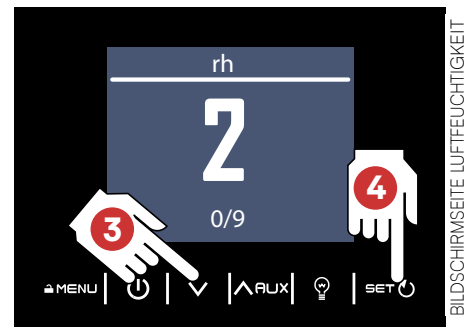 rh
2
0/9
3
4
MENU
AUX
SET
BILDSCHIRMSEITE LUFTFEUCHTIGKEIT